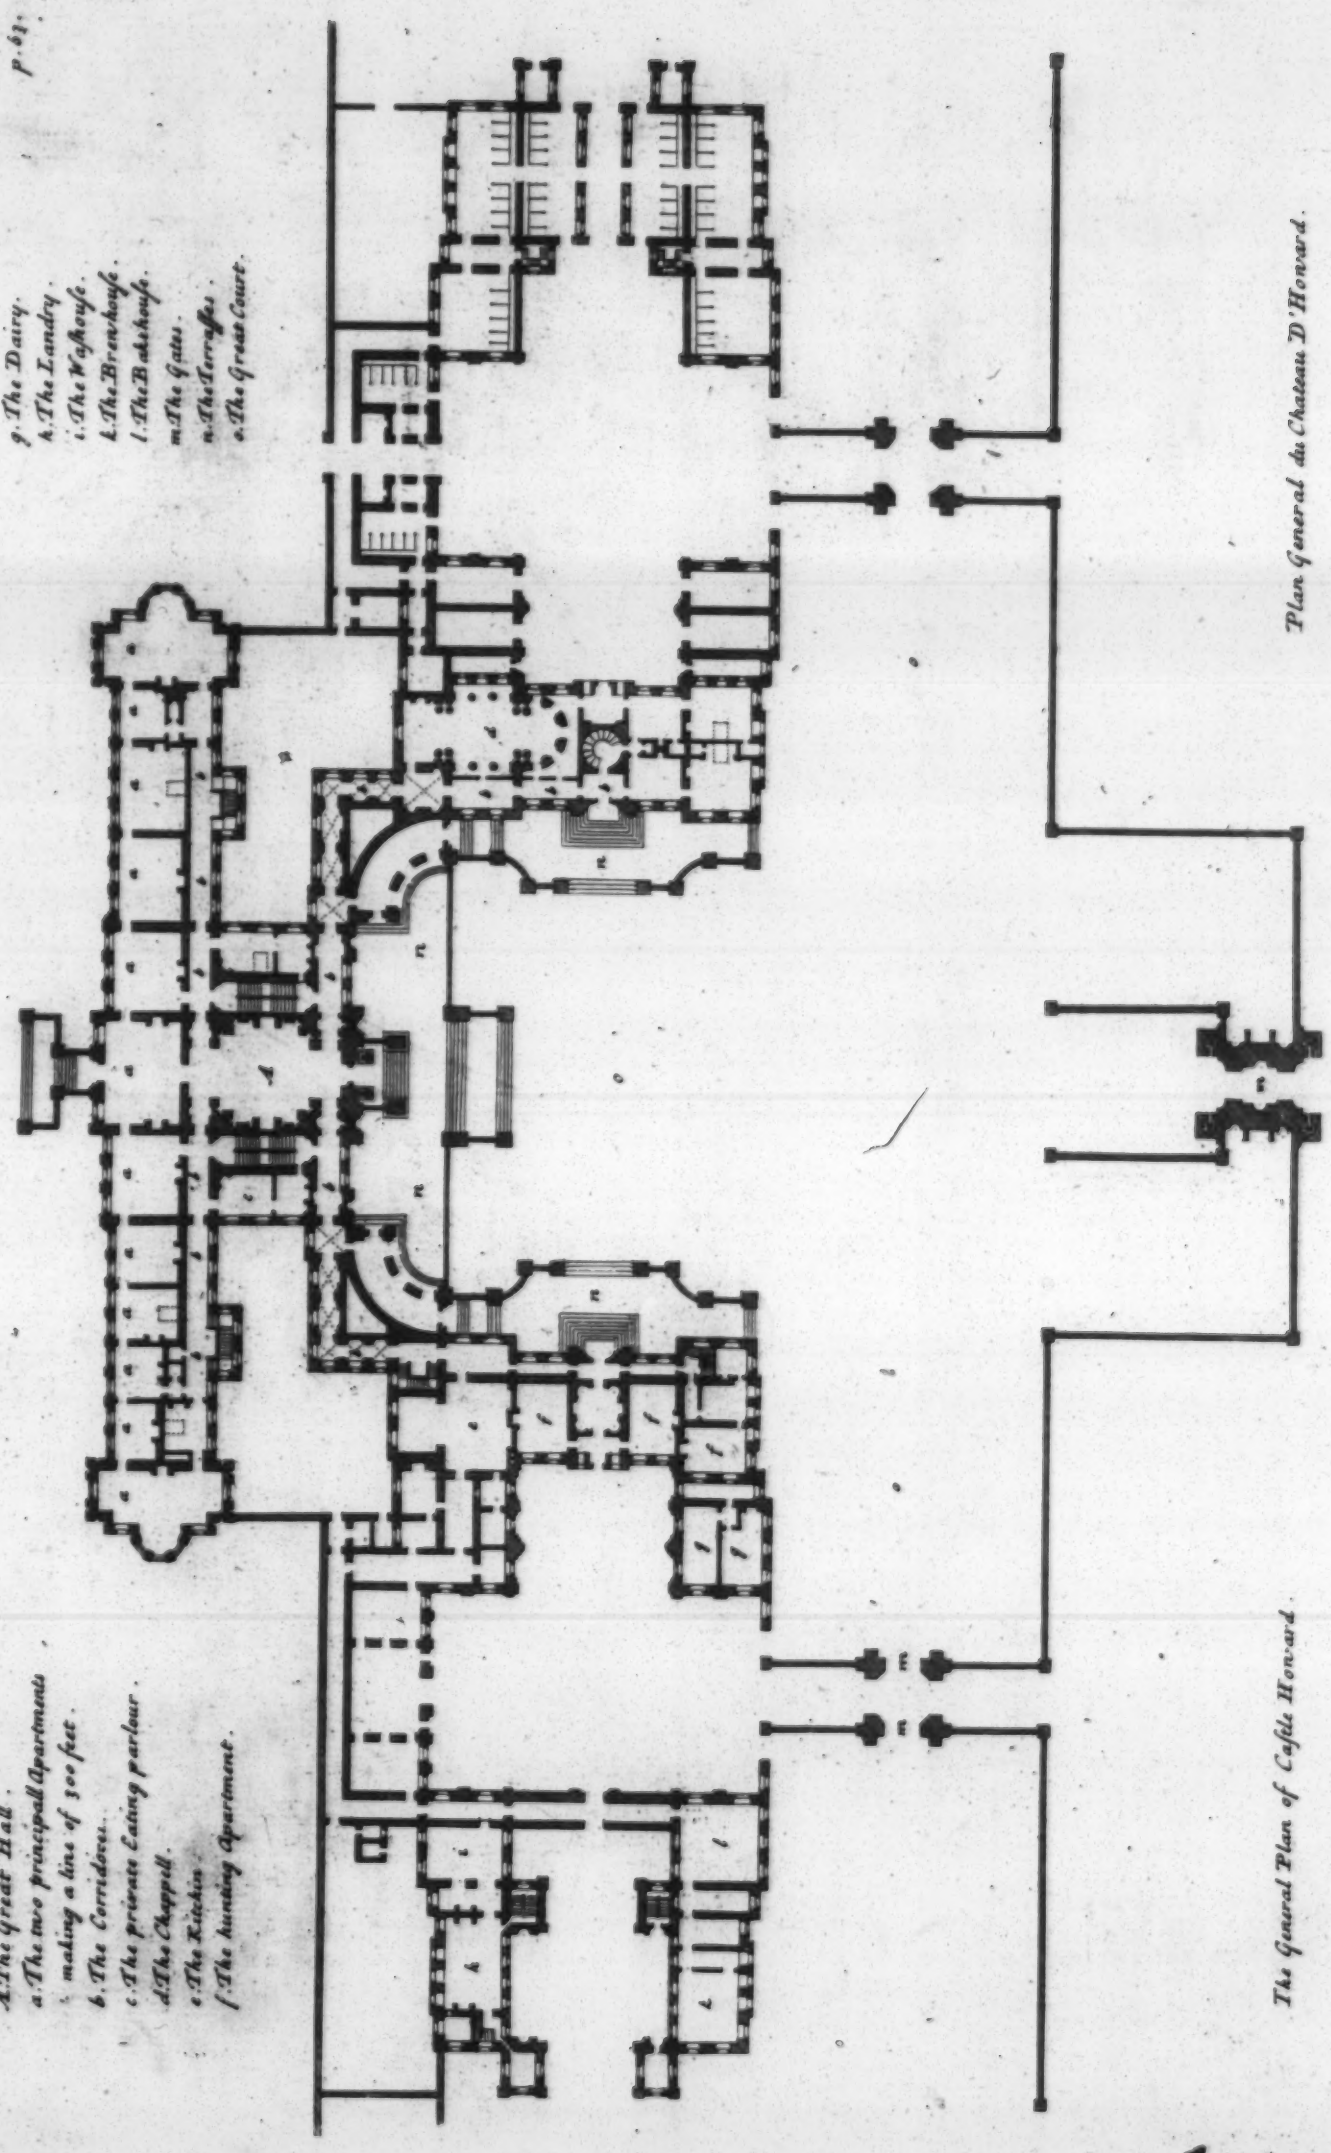 p. 63.
A. The Great Hall.
a. The two principall Apartments
making a line of 300 feet.
b. The Corridores.
c. The private Eating parlour.
d. The Chappell.
e. The Kitchin
f. The hunting Apartment.
g. The Dairy.
h. The Landry.
i. The Waſhouſe.
k. The Brewhouſe.
l. The Bakehouſe.
m. The Gates.
n. The Terraſſes.
o. The Great Court.
a
a
a
a
a
a
a
a
a
a
a
b
b
b
b
b
b
b
b
A
c
n
n
n
n
n
d
e
f
f
f
g
g
h
i
k
l
m
m
m
o
The General Plan of Caſtle Howard.
Plan General du Chateau D'Howard.